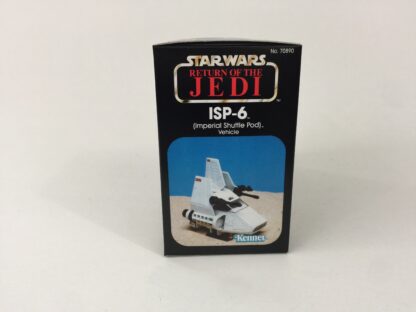 No. 70890
STAR WARS
RETURN OF THE
JEDI
ISP-6
(Imperial Shuttle Pod)
Vehicle
Kenner